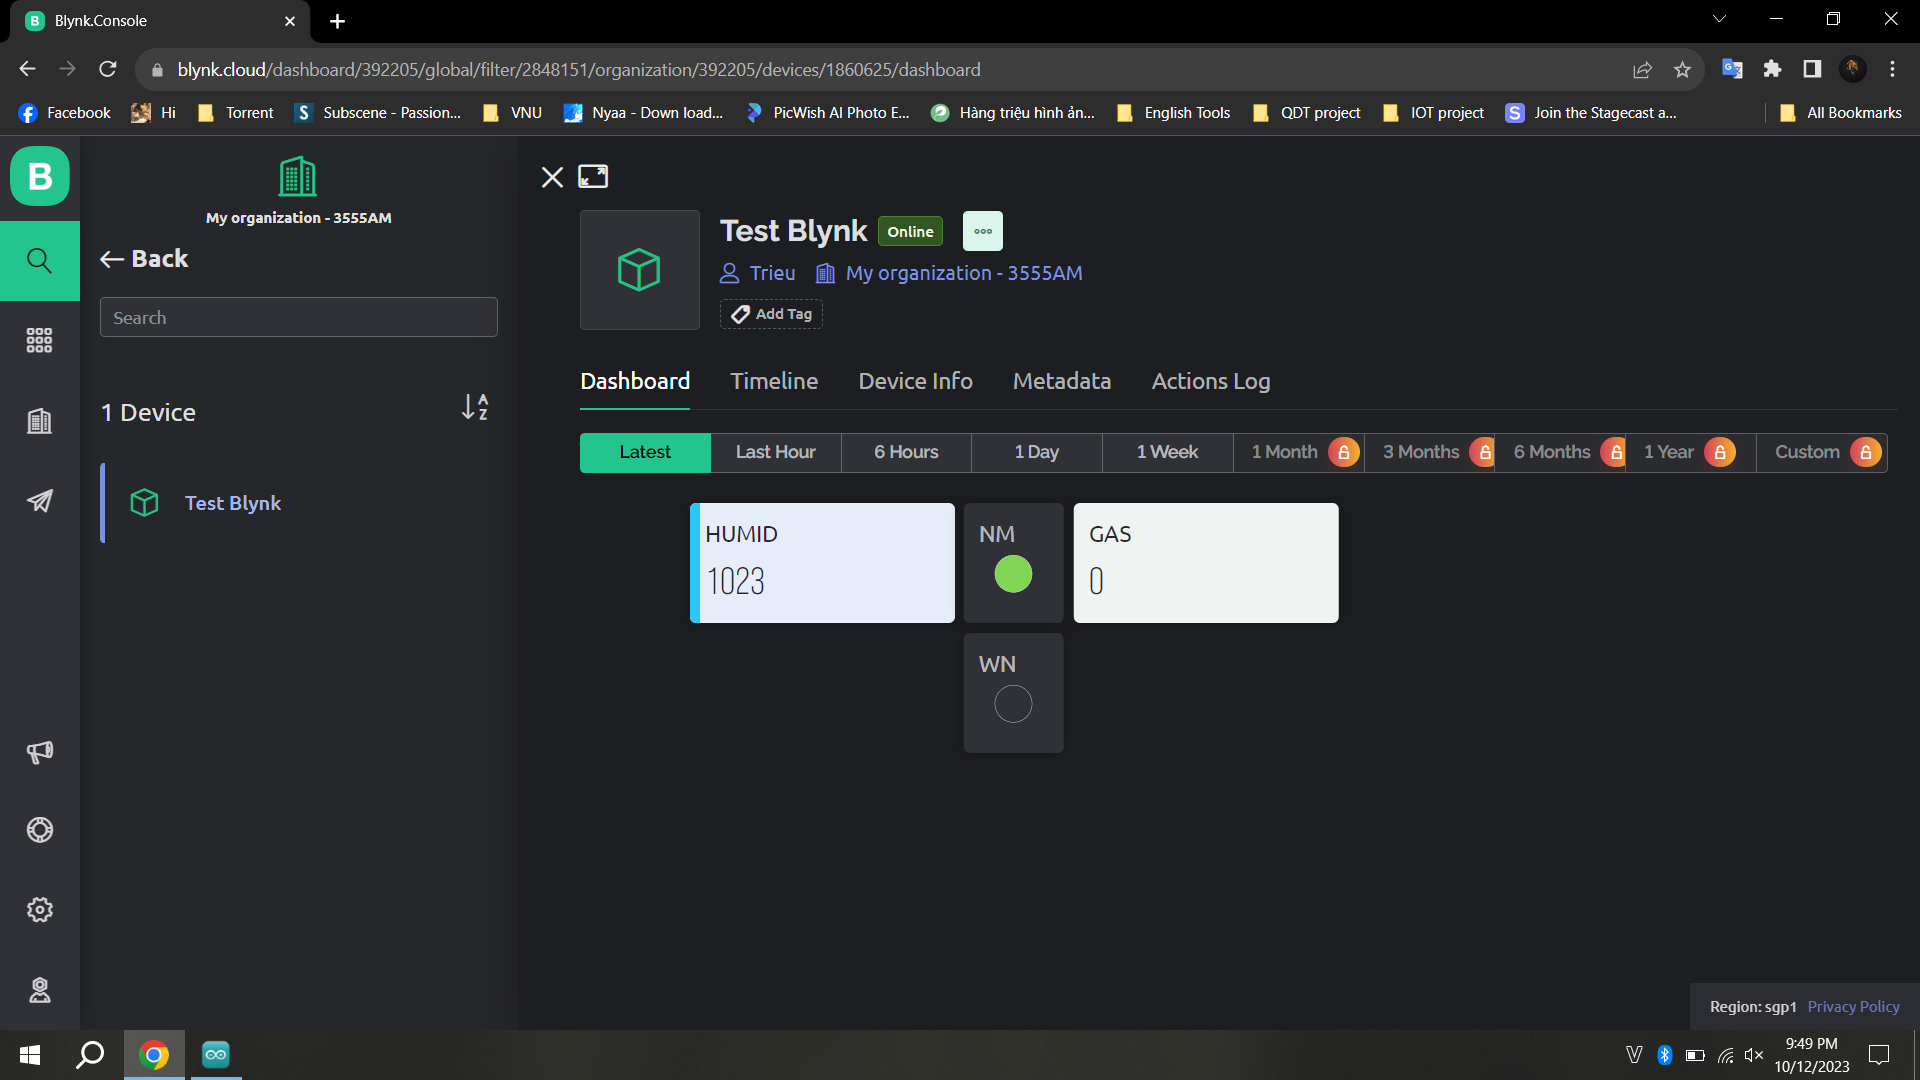 Blynk.Console
blynk.cloud/dashboard/392205/global/filter/2848151/organization/392205/devices/1860625/dashboard
Facebook Hi Torrent Subscene - Passion... VNU Nyaa - Down load... PicWish AI Photo E... Hàng triệu hình ản... English Tools QDT project IOT project Join the Stagecast a... All Bookmarks
B
My organization - 3555AM
Back
Search
1 Device
A
Z
Test Blynk
Test Blynk Online
Trieu My organization - 3555AM
Add Tag
Dashboard Timeline Device Info Metadata Actions Log
Latest Last Hour 6 Hours 1 Day 1 Week 1 Month 3 Months 6 Months 1 Year Custom
HUMID
1023
NM
GAS
0
WN
Region: sgp1 Privacy Policy
9:49 PM
10/12/2023